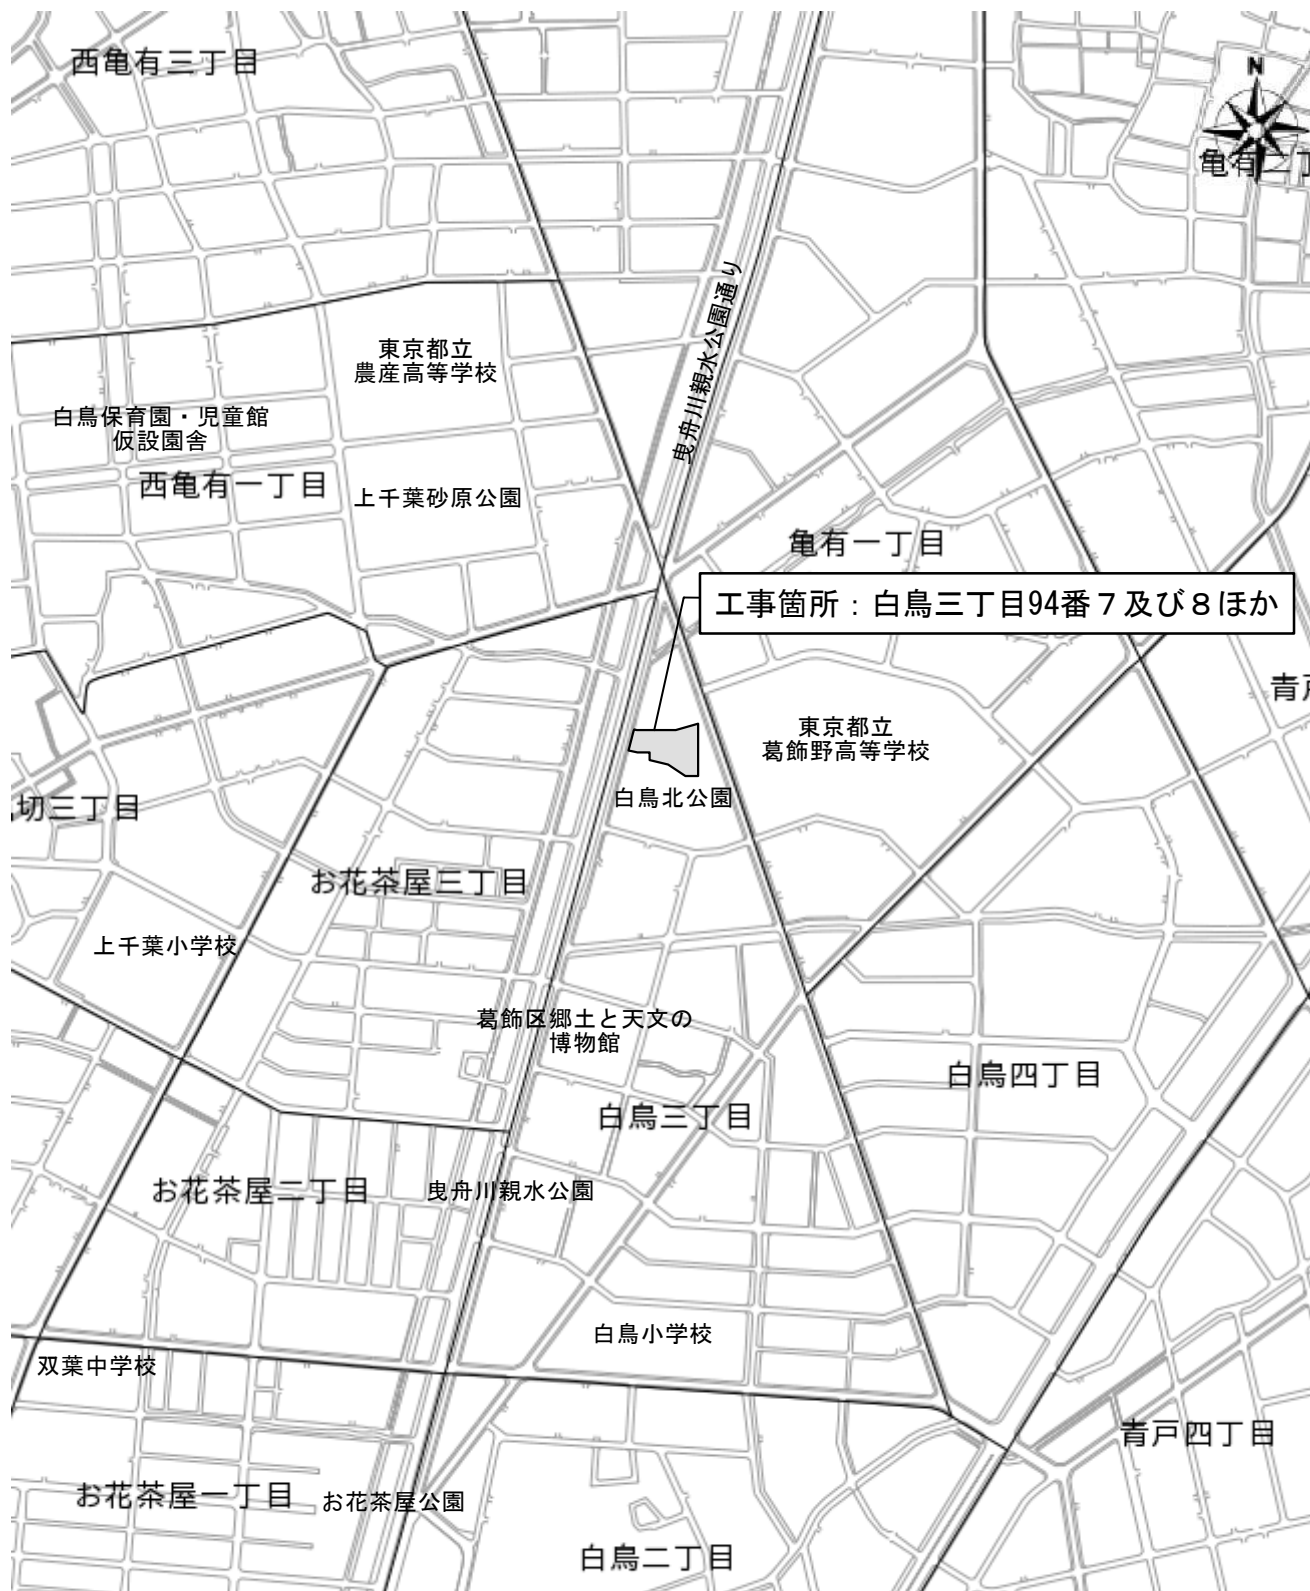 西亀有三丁目
N
亀有二丁
曳舟川親水公園通り
東京都立
農産高等学校
白鳥保育園・児童館
仮設園舎
西亀有一丁目
上千葉砂原公園
亀有一丁目
工事箇所：白鳥三丁目94番７及び８ほか
青戸
東京都立
葛飾野高等学校
白鳥北公園
切三丁目
お花茶屋三丁目
上千葉小学校
葛飾区郷土と天文の
博物館
白鳥四丁目
白鳥三丁目
お花茶屋二丁目
曳舟川親水公園
白鳥小学校
双葉中学校
青戸四丁目
お花茶屋一丁目
お花茶屋公園
白鳥二丁目